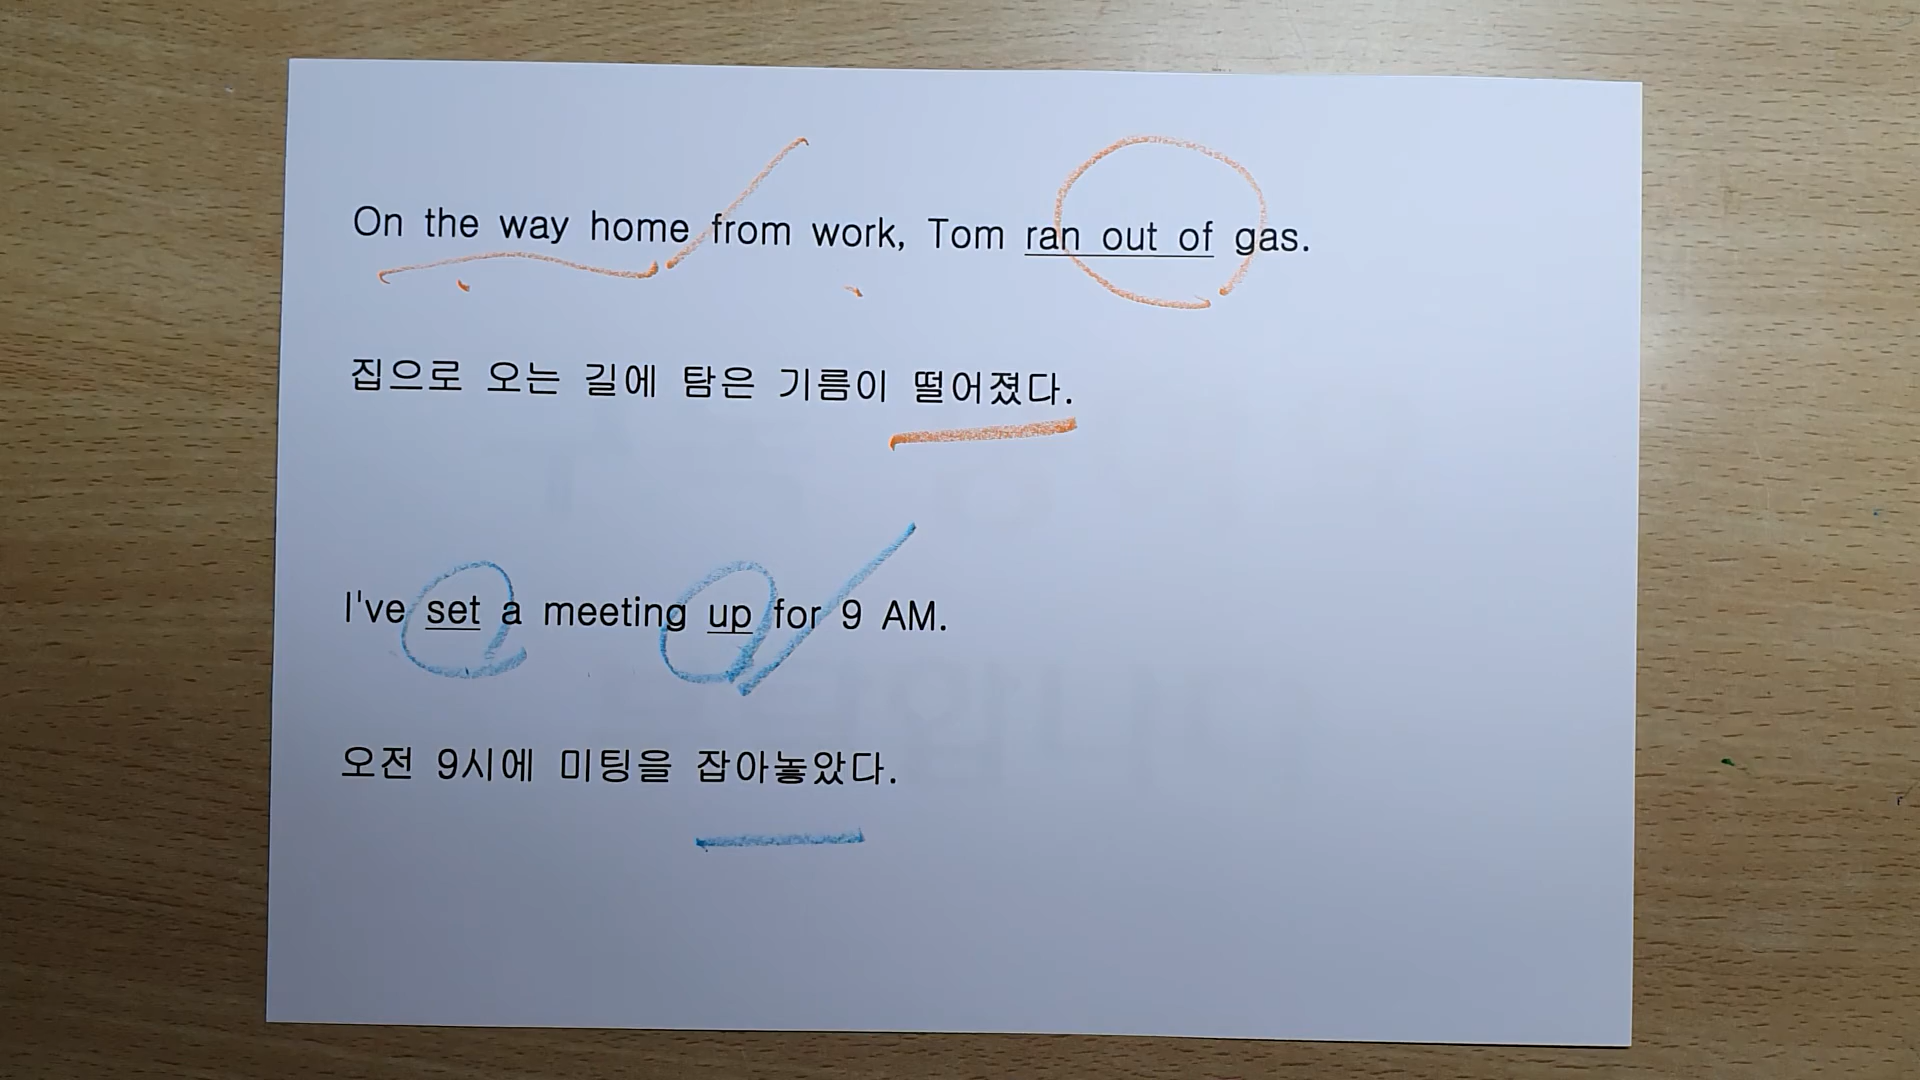 On the way home from work, Tom ran out of gas.
집으로 오는 길에 탐은 기름이 떨어졌다.
I've set a meeting up for 9 AM.
오전 9시에 미팅을 잡아놓았다.